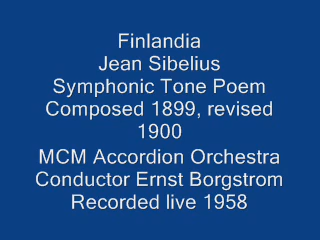 Finlandia
Jean Sibelius
Symphonic Tone Poem
Composed 1899, revised
1900
MCM Accordion Orchestra
Conductor Ernst Borgstrom
Recorded live 1958